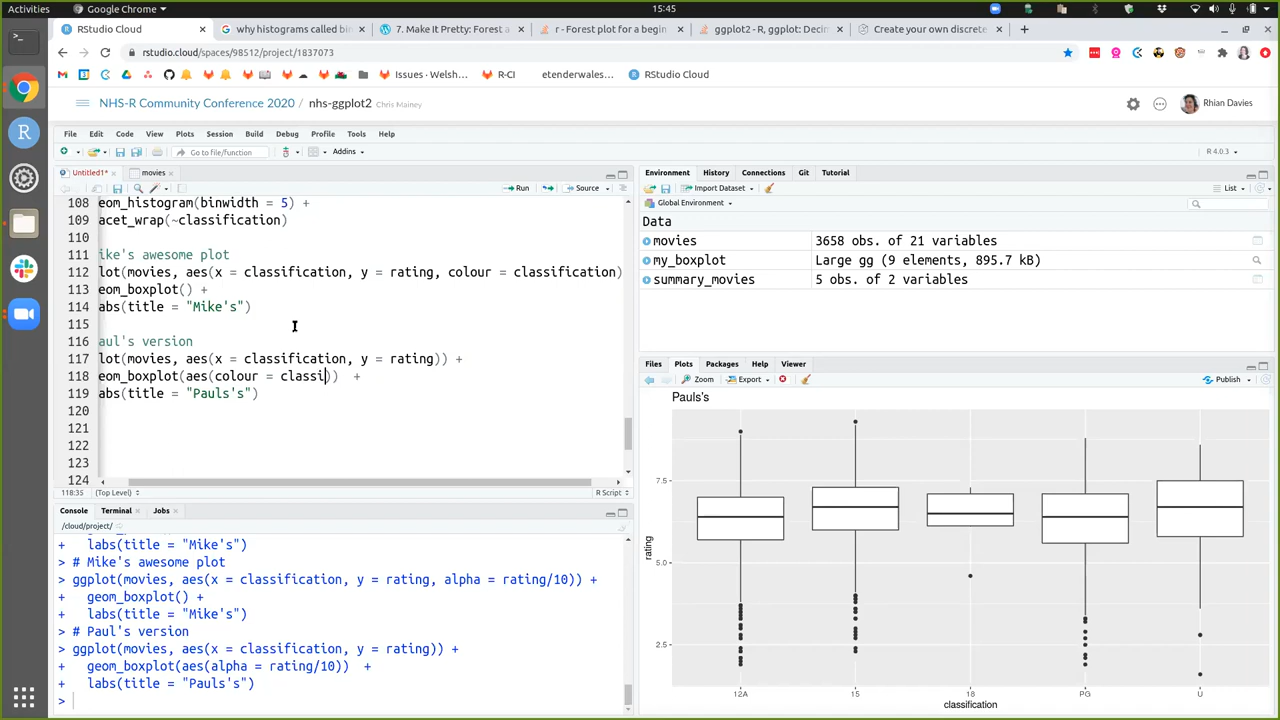 Activities Google Chrome 15:45
RStudio Cloud why histograms called bin 7. Make It Pretty: Forest a r - Forest plot for a begin ggplot2 - R, ggplot: Decim Create your own discrete
rstudio.cloud/spaces/98512/project/1837073
Issues · Welsh... R-CI etenderwales... RStudio Cloud
NHS-R Community Conference 2020 / nhs-ggplot2 Chris Mainey Rhian Davies
File Edit Code View Plots Session Build Debug Profile Tools Help
Go to file/function Addins R 4.0.3
Untitled1* movies
Run Source
108 eom_histogram(binwidth = 5) +
109 acet_wrap(~classification)
110
111 ike's awesome plot
112 lot(movies, aes(x = classification, y = rating, colour = classification)
113 eom_boxplot() +
114 abs(title = "Mike's")
115
116 aul's version
117 lot(movies, aes(x = classification, y = rating)) +
118 eom_boxplot(aes(colour = classi)) +
119 abs(title = "Pauls's")
120
121
122
123
124
118:35 (Top Level) R Script
Console Terminal Jobs
/cloud/project/
+ labs(title = "Mike's")
> # Mike's awesome plot
> ggplot(movies, aes(x = classification, y = rating, alpha = rating/10)) +
+ geom_boxplot() +
+ labs(title = "Mike's")
> # Paul's version
> ggplot(movies, aes(x = classification, y = rating)) +
+ geom_boxplot(aes(alpha = rating/10)) +
+ labs(title = "Pauls's")
>
Environment History Connections Git Tutorial
Import Dataset List
Global Environment
Data
movies 3658 obs. of 21 variables
my_boxplot Large gg (9 elements, 895.7 kB)
summary_movies 5 obs. of 2 variables
Files Plots Packages Help Viewer
Zoom Export Publish
Pauls's
7.5
5.0
2.5
rating
12A 15 18 PG U
classification